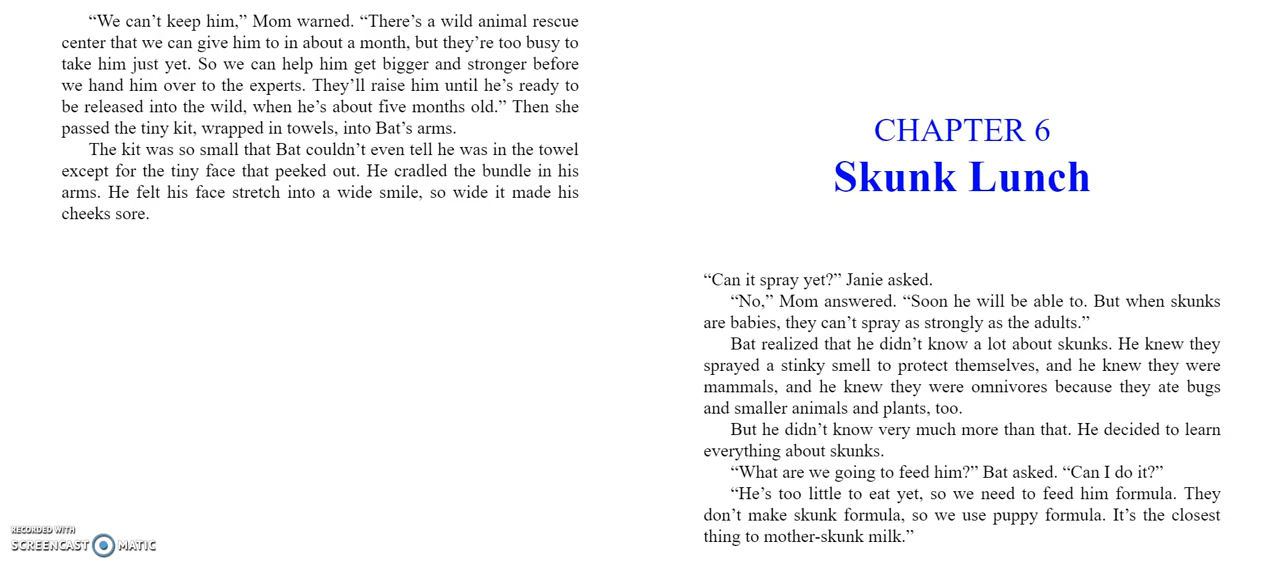 “We can’t keep him,” Mom warned. “There’s a wild animal rescue
center that we can give him to in about a month, but they’re too busy to
take him just yet. So we can help him get bigger and stronger before
we hand him over to the experts. They’ll raise him until he’s ready to
be released into the wild, when he’s about five months old.” Then she
passed the tiny kit, wrapped in towels, into Bat’s arms.
The kit was so small that Bat couldn’t even tell he was in the towel
except for the tiny face that peeked out. He cradled the bundle in his
arms. He felt his face stretch into a wide smile, so wide it made his
cheeks sore.
RECORDED WITH
SCREENCAST MATIC
CHAPTER 6
Skunk Lunch
“Can it spray yet?” Janie asked.
“No,” Mom answered. “Soon he will be able to. But when skunks
are babies, they can’t spray as strongly as the adults.”
Bat realized that he didn’t know a lot about skunks. He knew they
sprayed a stinky smell to protect themselves, and he knew they were
mammals, and he knew they were omnivores because they ate bugs
and smaller animals and plants, too.
But he didn’t know very much more than that. He decided to learn
everything about skunks.
“What are we going to feed him?” Bat asked. “Can I do it?”
“He’s too little to eat yet, so we need to feed him formula. They
don’t make skunk formula, so we use puppy formula. It’s the closest
thing to mother-skunk milk.”